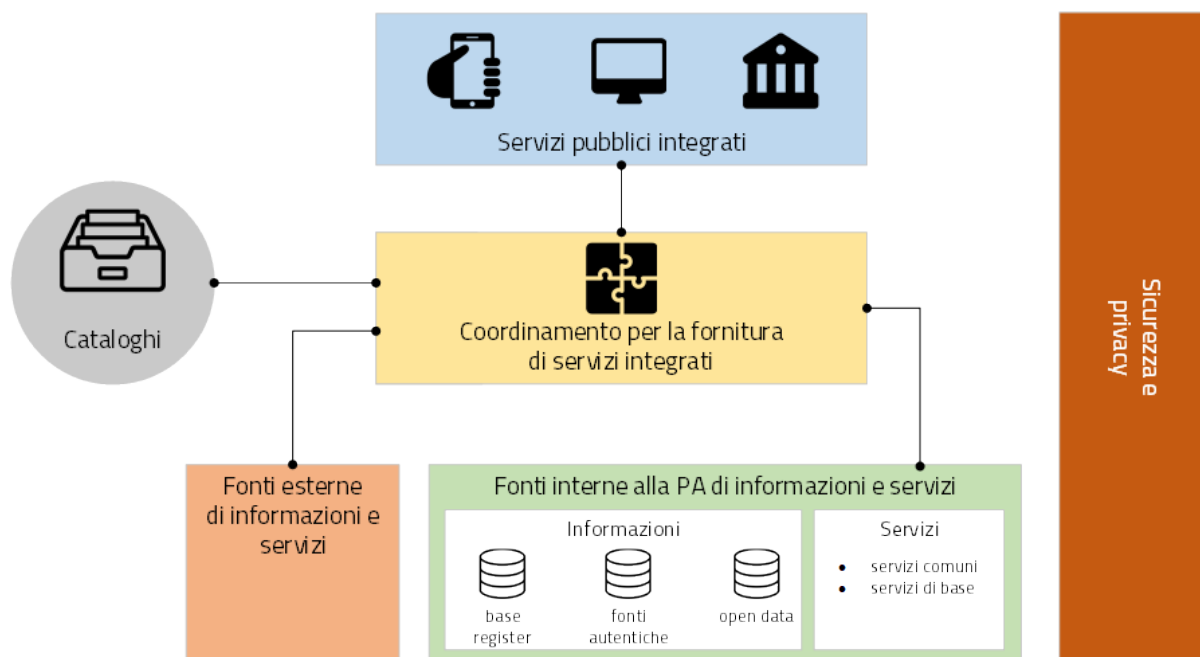 Servizi pubblici integrati
Cataloghi
Coordinamento per la fornitura
di servizi integrati
Fonti esterne
di informazioni e
servizi
Fonti interne alla PA di informazioni e servizi
Informazioni
base
register
fonti
autentiche
open data
Servizi
• servizi comuni
• servizi di base
Sicurezza e
privacy